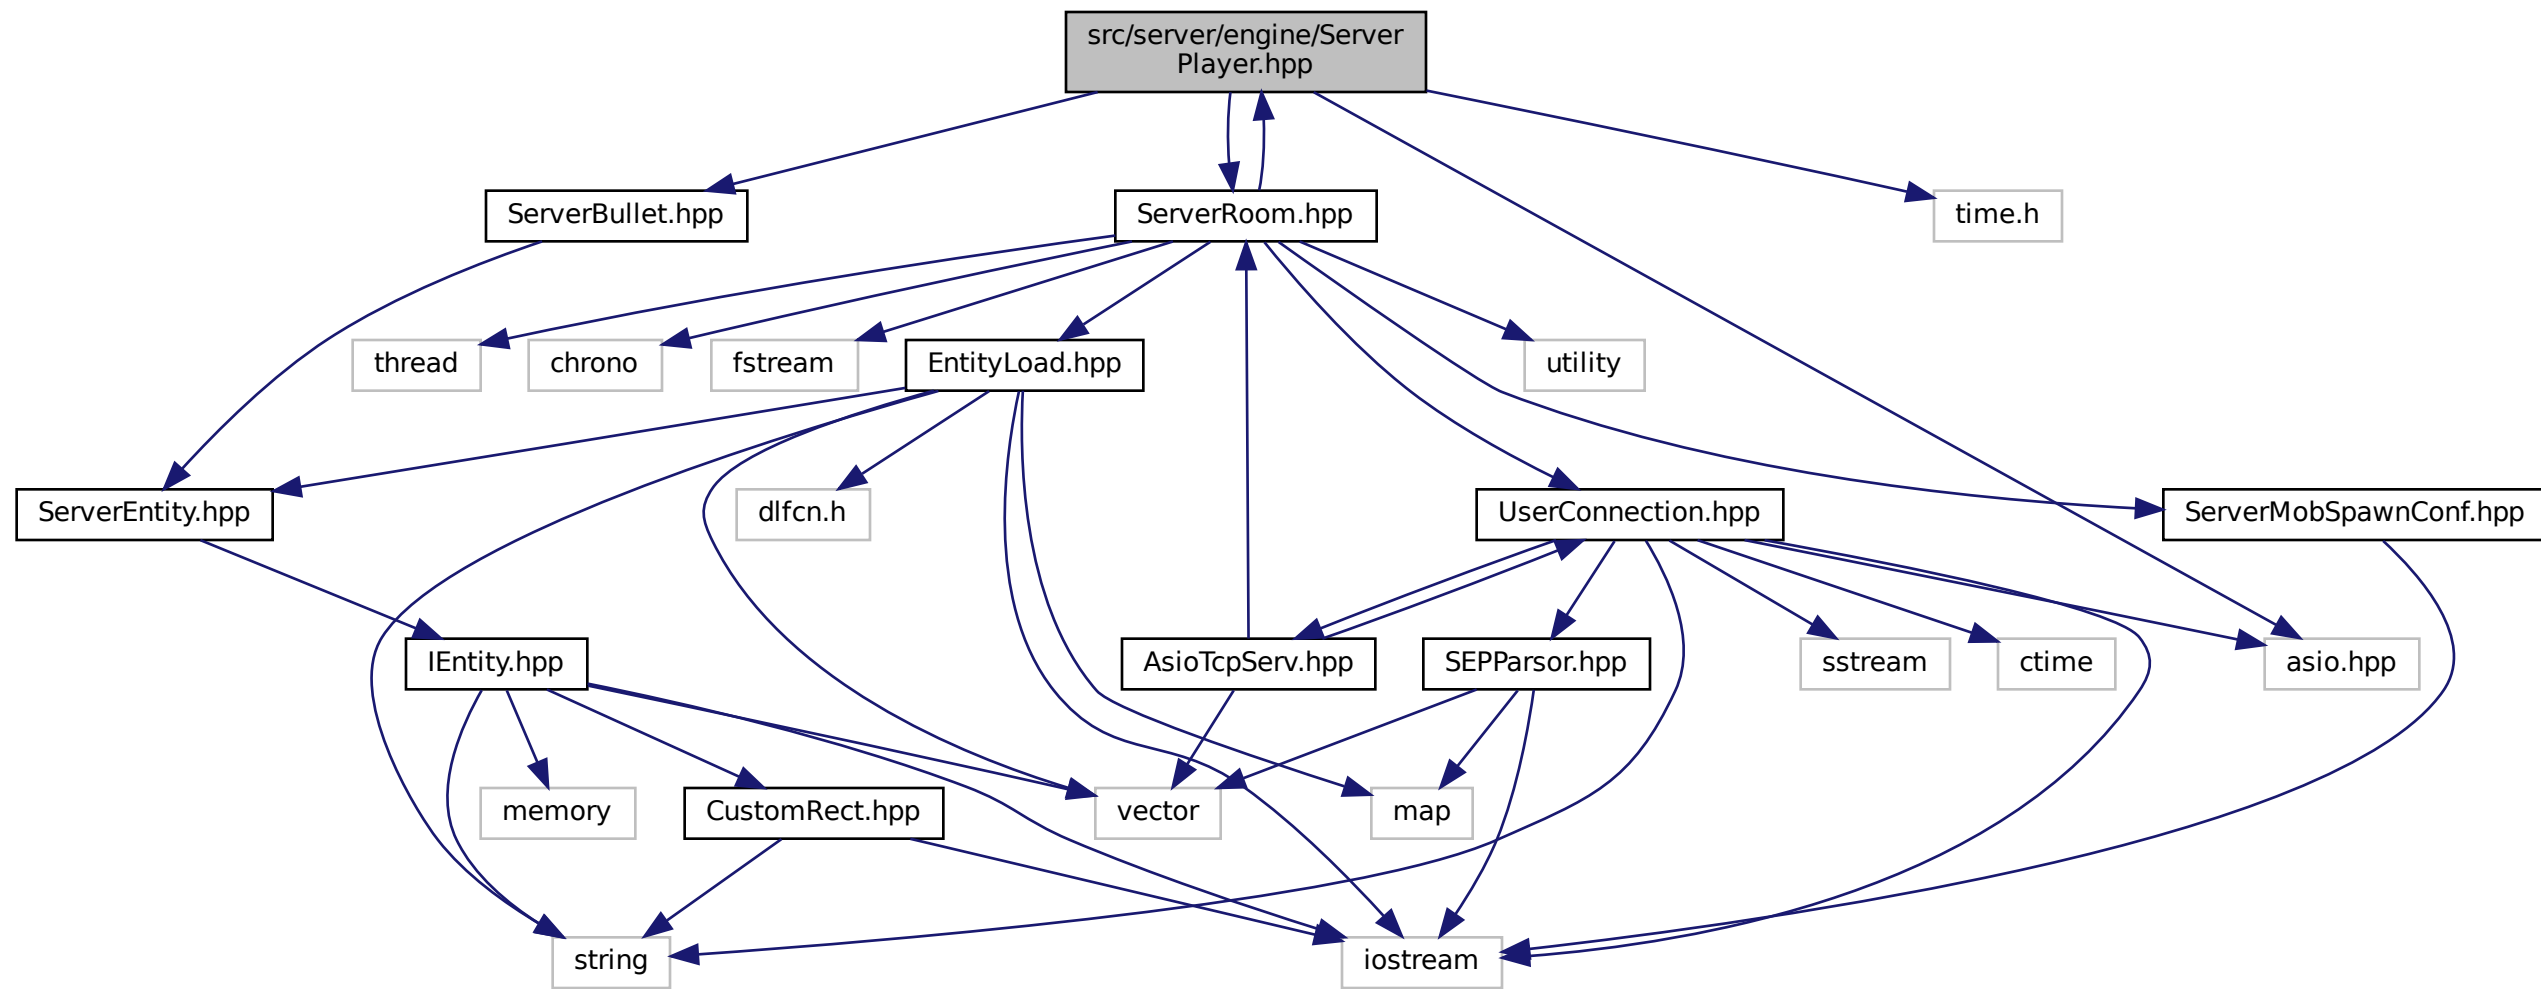 src/server/engine/Server
Player.hpp
ServerBullet.hpp
ServerRoom.hpp
time.h
thread
chrono
fstream
EntityLoad.hpp
utility
ServerEntity.hpp
dlfcn.h
UserConnection.hpp
ServerMobSpawnConf.hpp
IEntity.hpp
AsioTcpServ.hpp
SEPParsor.hpp
sstream
ctime
asio.hpp
memory
CustomRect.hpp
vector
map
string
iostream